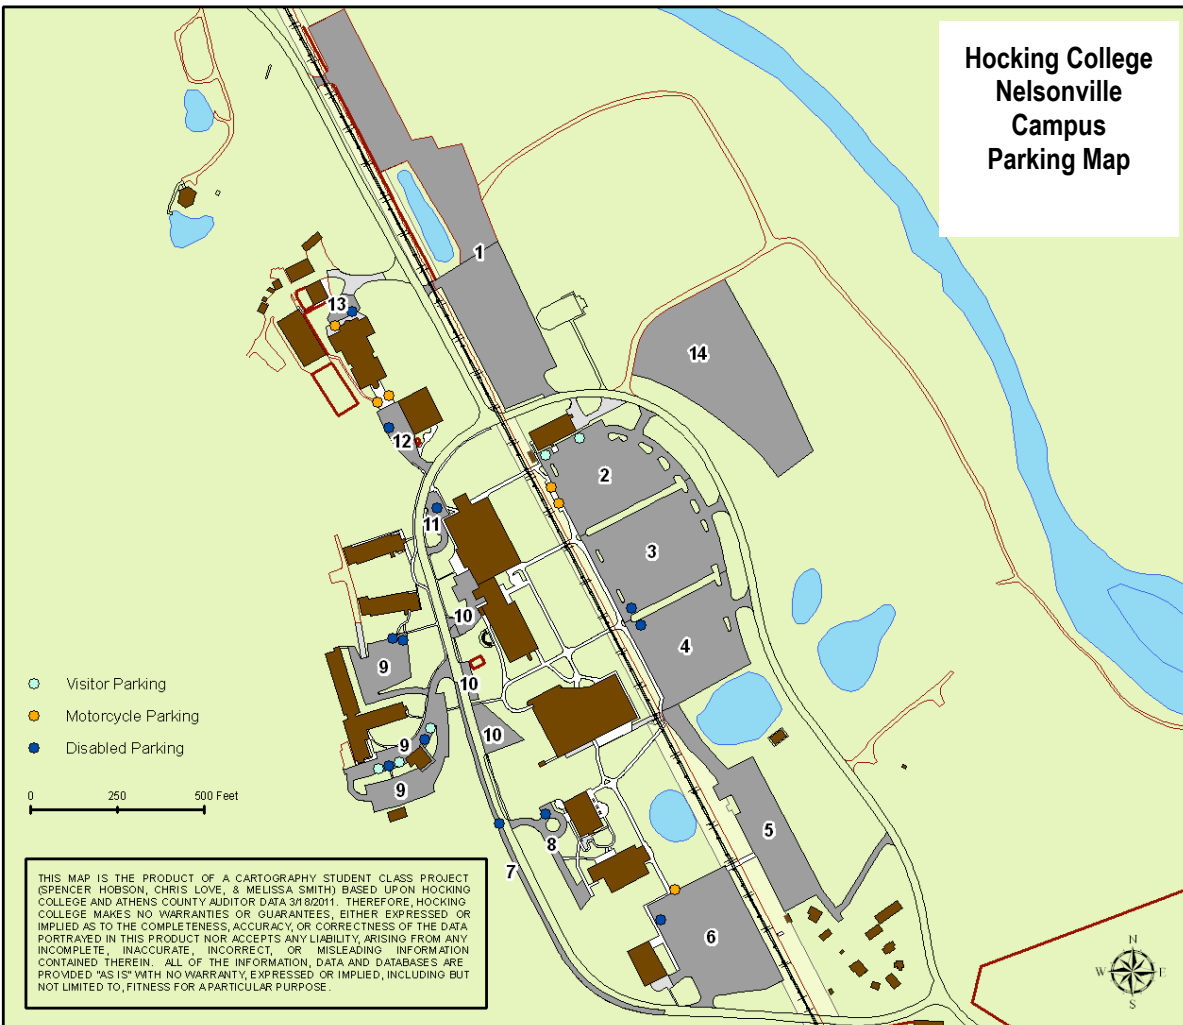 Hocking College
Nelsonville
Campus
Parking Map
1
13
14
12
2
11
3
10
4
9
10
10
9
9
5
8
7
6
Visitor Parking
Motorcycle Parking
Disabled Parking
0 250 500 Feet
THIS MAP IS THE PRODUCT OF A CARTOGRAPHY STUDENT CLASS PROJECT
(SPENCER HOBSON, CHRIS LOVE, & MELISSA SMITH) BASED UPON HOCKING
COLLEGE AND ATHENS COUNTY AUDITOR DATA 3/18/2011. THEREFORE, HOCKING
COLLEGE MAKES NO WARRANTIES OR GUARANTEES, EITHER EXPRESSED OR
IMPLIED AS TO THE COMPLETENESS, ACCURACY, OR CORRECTNESS OF THE DATA
PORTRAYED IN THIS PRODUCT NOR ACCEPTS ANY LIABILITY, ARISING FROM ANY
INCOMPLETE, INACCURATE, INCORRECT, OR MISLEADING INFORMATION
CONTAINED THEREIN. ALL OF THE INFORMATION, DATA AND DATABASES ARE
PROVIDED "AS IS" WITH NO WARRANTY, EXPRESSED OR IMPLIED, INCLUDING BUT
NOT LIMITED TO, FITNESS FOR A PARTICULAR PURPOSE.
N
W E
S